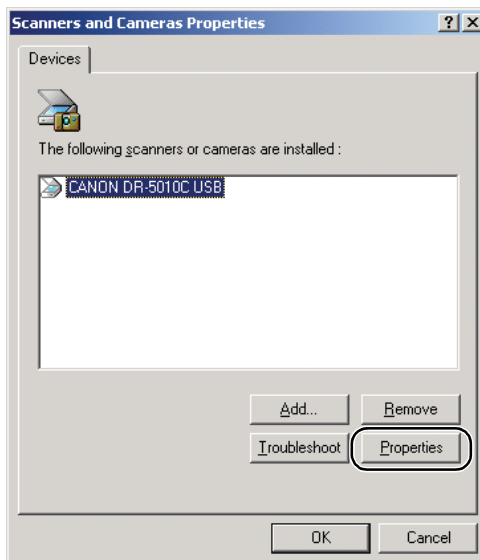 Scanners and Cameras Properties
Devices
The following scanners or cameras are installed :
CANON DR-5010C USB
Add... Remove
Troubleshoot Properties
OK Cancel